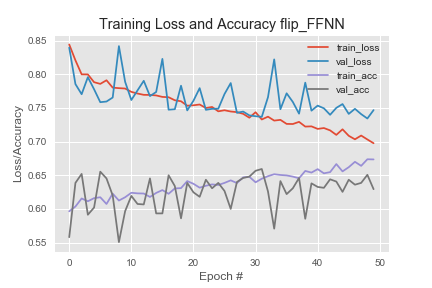 Training Loss and Accuracy flip_FFNN
train_loss
val_loss
train_acc
val_acc
0.85
0.80
0.75
0.70
0.65
0.60
0.55
Loss/Accuracy
0 10 20 30 40 50
Epoch #